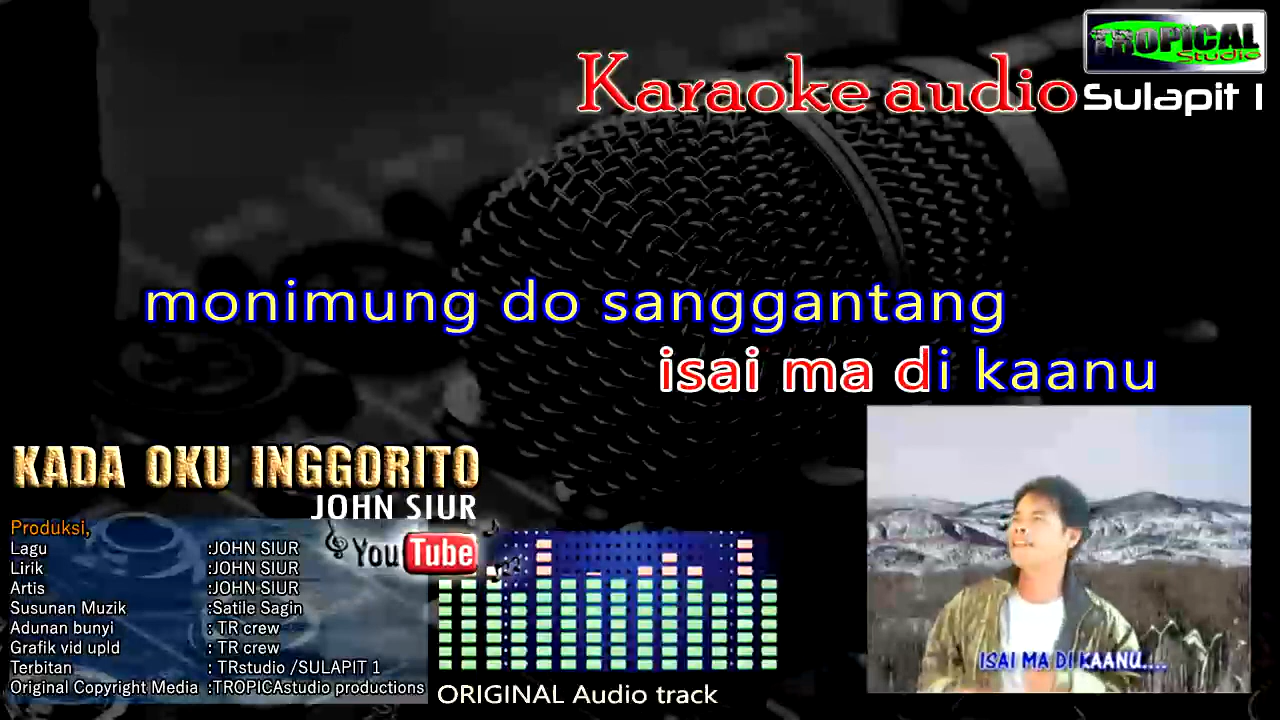 TROPICAL
Studio
Karaoke audio
Sulapit I
monimung do sanggantang
isai ma di kaanu
KADA OKU INGGORITO
JOHN SIUR
YouTube
Produksi,
Lagu :JOHN SIUR
Lirik :JOHN SIUR
Artis :JOHN SIUR
Susunan Muzik :Satile Sagin
Adunan bunyi : TR crew
Grafik vid upld : TR crew
Terbitan : TRstudio /SULAPIT 1
Original Copyright Media :TROPICAstudio productions
ORIGINAL Audio track
ISAI MA DI KAANU....